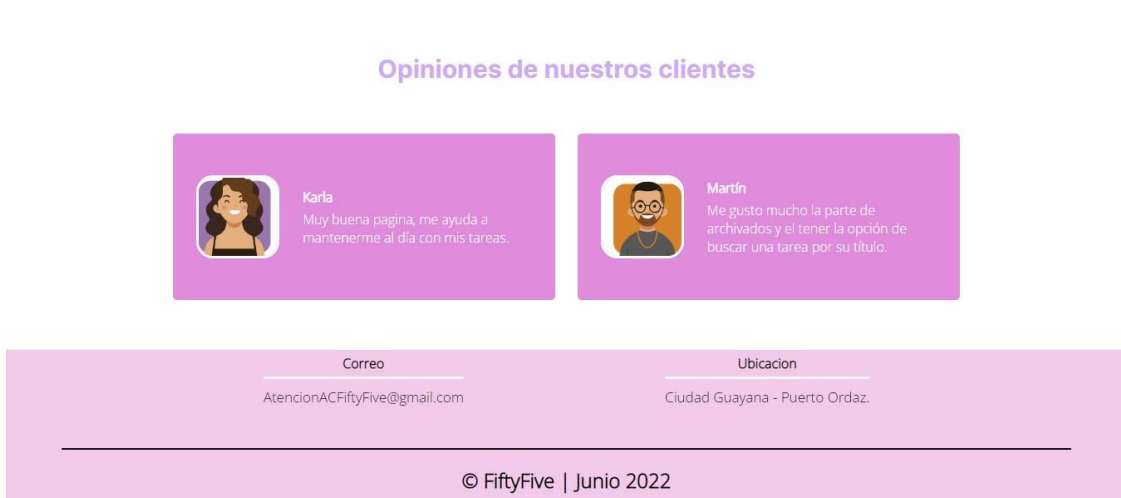 Opiniones de nuestros clientes
Karla
Muy buena pagina, me ayuda a
mantenerme al día con mis tareas.
Martín
Me gusto mucho la parte de
archivados y el tener la opción de
buscar una tarea por su título.
Correo
AtencionACFiftyFive@gmail.com
Ubicacion
Ciudad Guayana - Puerto Ordaz.
© FiftyFive | Junio 2022